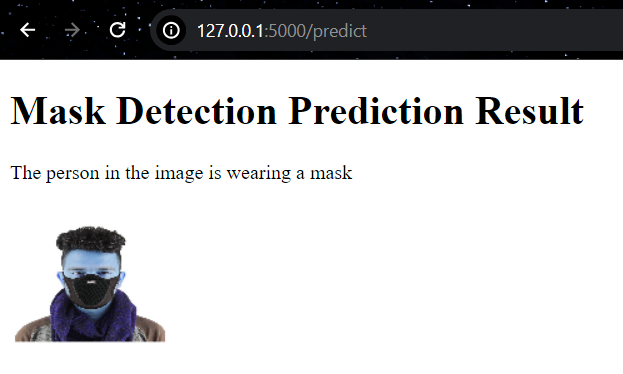 127.0.0.1:5000/predict
Mask Detection Prediction Result
The person in the image is wearing a mask